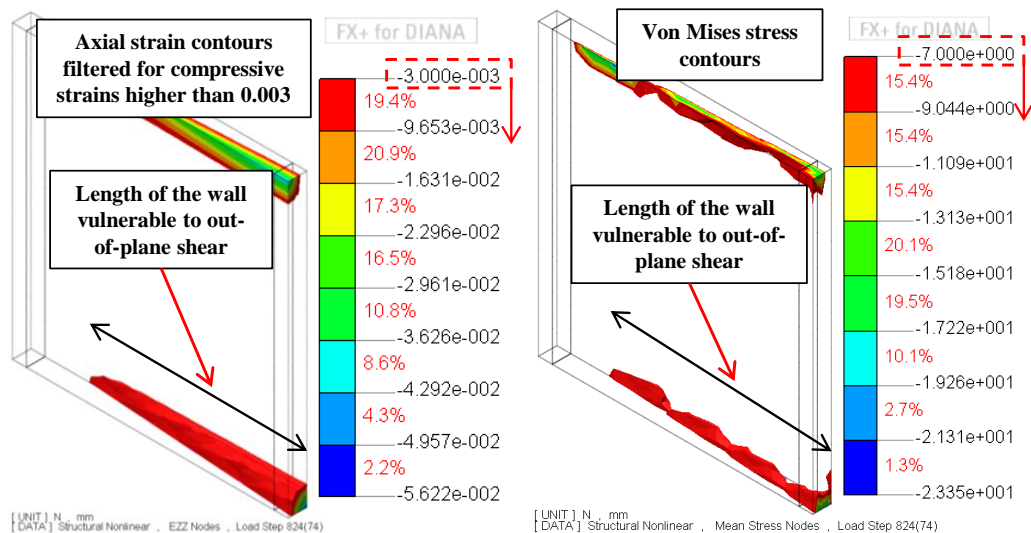 FX+ for DIANA
Axial strain contours
filtered for compressive
strains higher than 0.003
-3.000e-003
19.4%
-9.653e-003
20.9%
-1.631e-002
17.3%
-2.296e-002
16.5%
-2.961e-002
10.8%
-3.626e-002
8.6%
-4.292e-002
4.3%
-4.957e-002
2.2%
-5.622e-002
Length of the wall
vulnerable to out-
of-plane shear
[ UNIT ] N , mm
[ DATA ] Structural Nonlinear , EZZ Nodes , Load Step 824(74)
FX+ for DIANA
Von Mises stress
contours
-7.000e+000
15.4%
-9.044e+000
15.4%
-1.109e+001
15.4%
-1.313e+001
20.1%
-1.518e+001
19.5%
-1.722e+001
10.1%
-1.926e+001
2.7%
-2.131e+001
1.3%
-2.335e+001
Length of the wall
vulnerable to out-of-
plane shear
[ UNIT ] N , mm
[ DATA ] Structural Nonlinear , Mean Stress Nodes , Load Step 824(74)